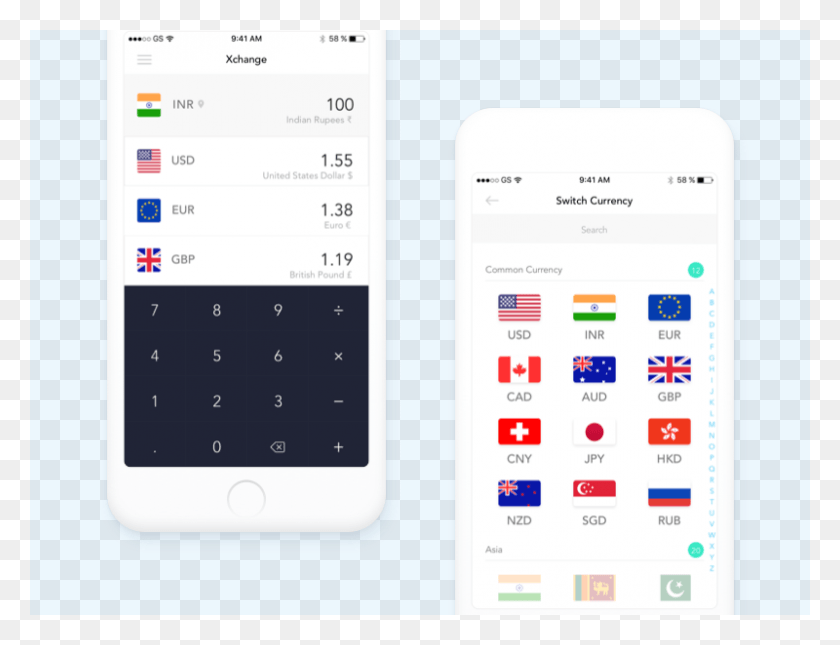 GS 9:41 AM 58 %
Xchange
INR 100
Indian Rupees ₹
USD 1.55
United States Dollar $
EUR 1.38
Euro €
GBP 1.19
British Pound £
7 8 9 ÷
4 5 6 ×
1 2 3 −
. 0 +
GS 9:41 AM 58 %
Switch Currency
Search
Common Currency 12
USD INR EUR
CAD AUD GBP
CNY JPY HKD
NZD SGD RUB
Asia 20
A
B
C
D
E
F
G
H
I
J
K
L
M
N
O
P
Q
R
S
T
U
V
W
X
Y
Z